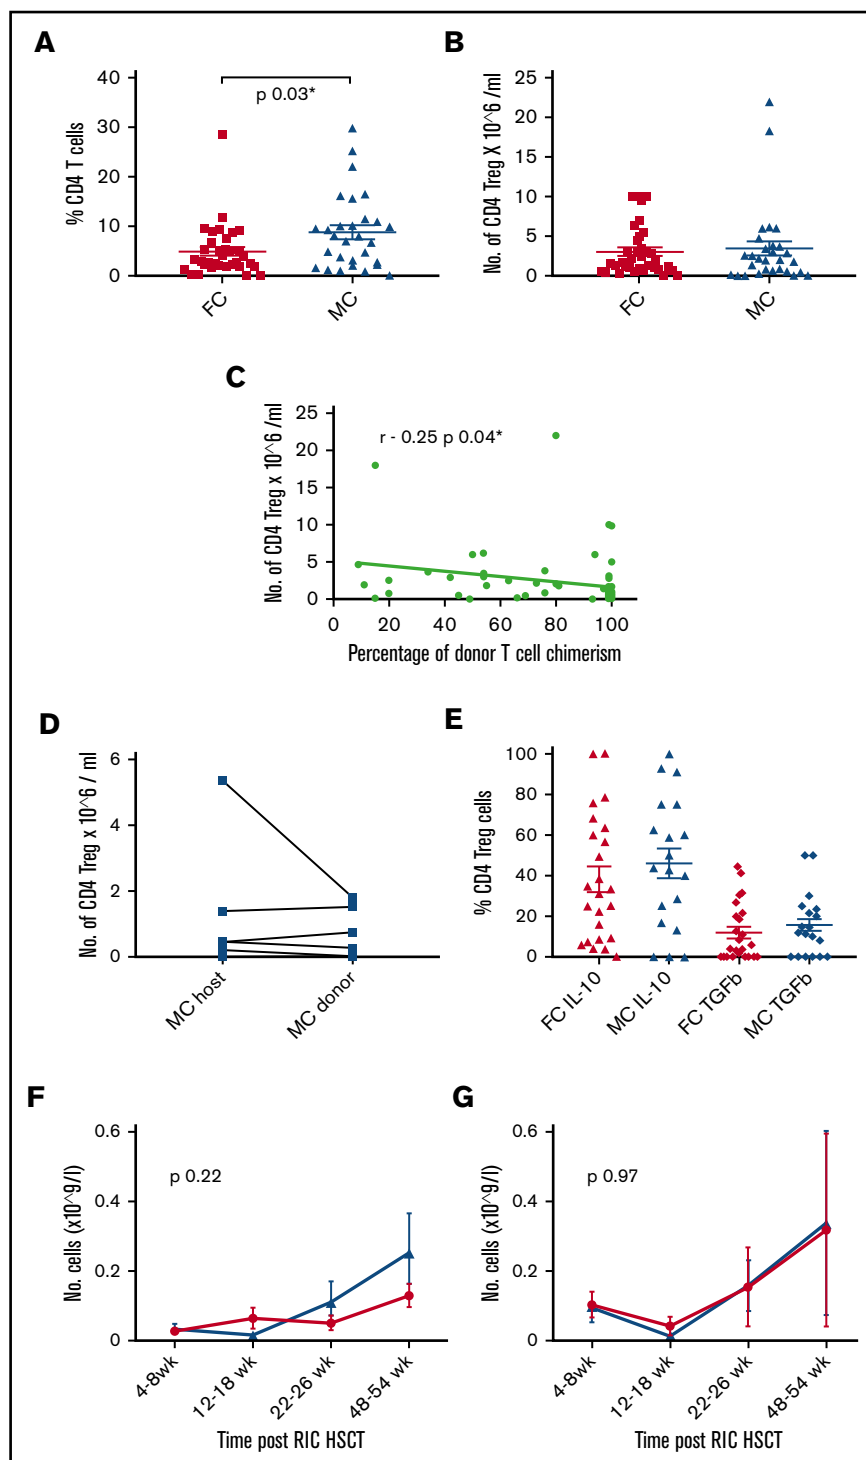 A
% CD4 T cells
40
30
20
10
0
p 0.03*
FC
MC
B
No. of CD4 Treg X 10^6 /ml
25
20
15
10
5
0
FC
MC
C
No. of CD4 Treg x 10^6 /ml
25
20
15
10
5
0
r - 0.25 p 0.04*
0 20 40 60 80 100
Percentage of donor T cell chimerism
D
No. of CD4 Treg x 10^6 / ml
6
4
2
0
MC host
MC donor
E
% CD4 Treg cells
100
80
60
40
20
0
FC IL-10
MC IL-10
FC TGFb
MC TGFb
F
No. cells (x10^9/l)
0.6
0.4
0.2
0
p 0.22
4-8wk
12-18 wk
22-26 wk
48-54 wk
Time post RIC HSCT
G
No. cells (x10^9/l)
0.6
0.4
0.2
0
p 0.97
4-8wk
12-18 wk
22-26 wk
48-54 wk
Time post RIC HSCT